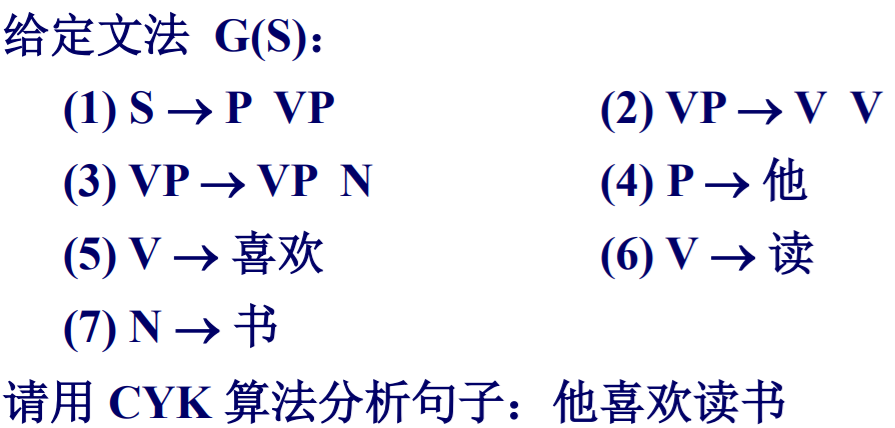 给定文法 G(S)：
(1) S → P VP (2) VP → V V
(3) VP → VP N (4) P → 他
(5) V → 喜欢 (6) V → 读
(7) N → 书
请用 CYK 算法分析句子：他喜欢读书